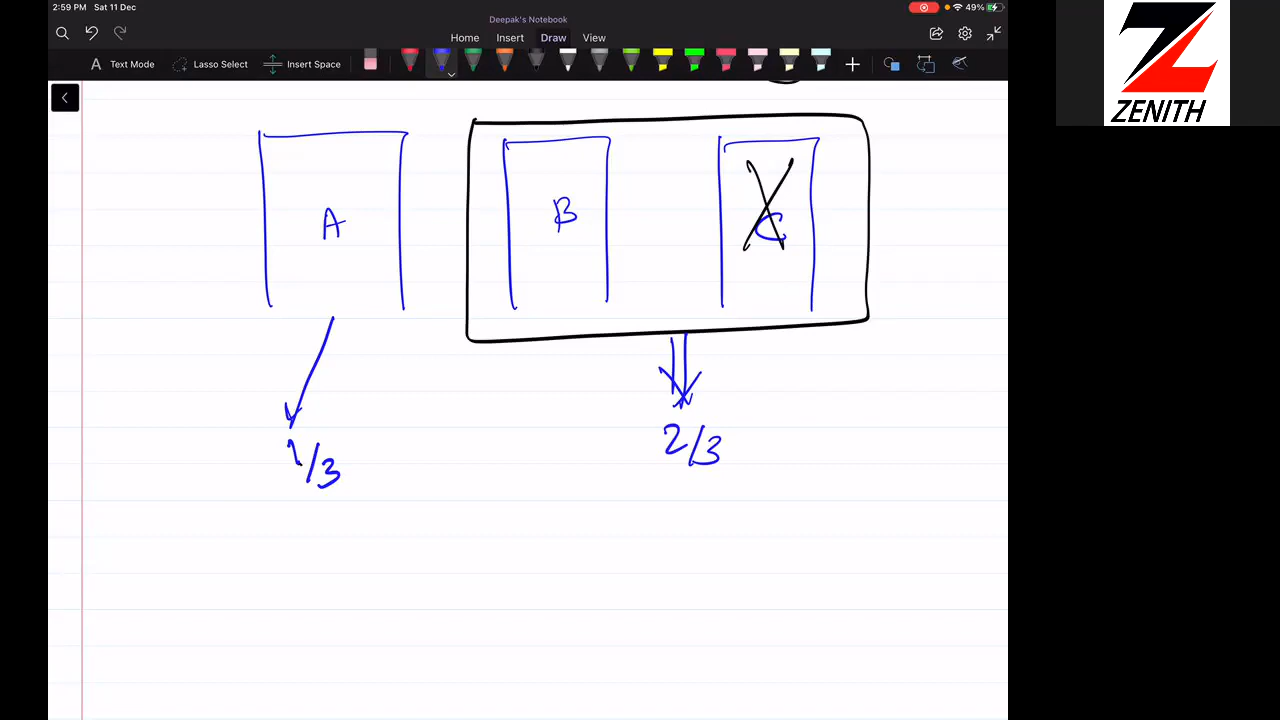 2:59 PM Sat 11 Dec
49%
Deepak's Notebook
Home Insert Draw View
A Text Mode Lasso Select Insert Space
ZENITH
A B C
1/3 2/3